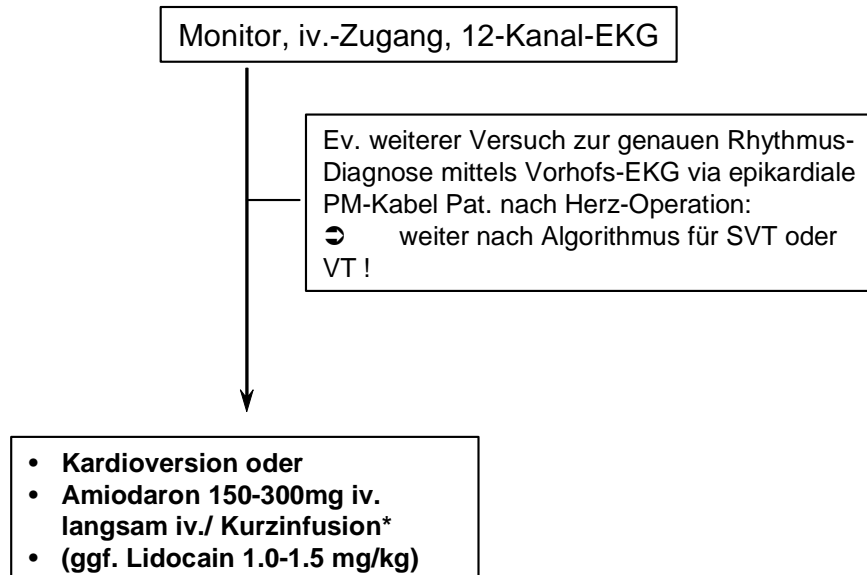 Monitor, iv.-Zugang, 12-Kanal-EKG
Ev. weiterer Versuch zur genauen Rhythmus-
Diagnose mittels Vorhofs-EKG via epikardiale
PM-Kabel Pat. nach Herz-Operation:
➲ weiter nach Algorithmus für SVT oder
VT !
• Kardioversion oder
• Amiodaron 150-300mg iv.
langsam iv./ Kurzinfusion*
• (ggf. Lidocain 1.0-1.5 mg/kg)